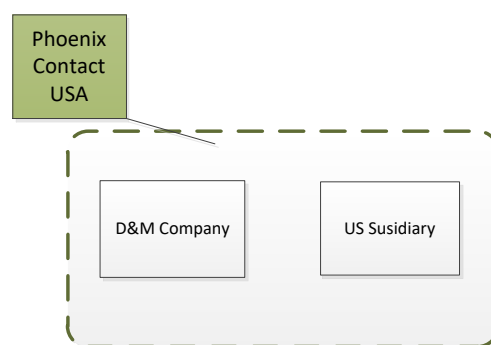 Phoenix
Contact
USA
D&M Company
US Susidiary